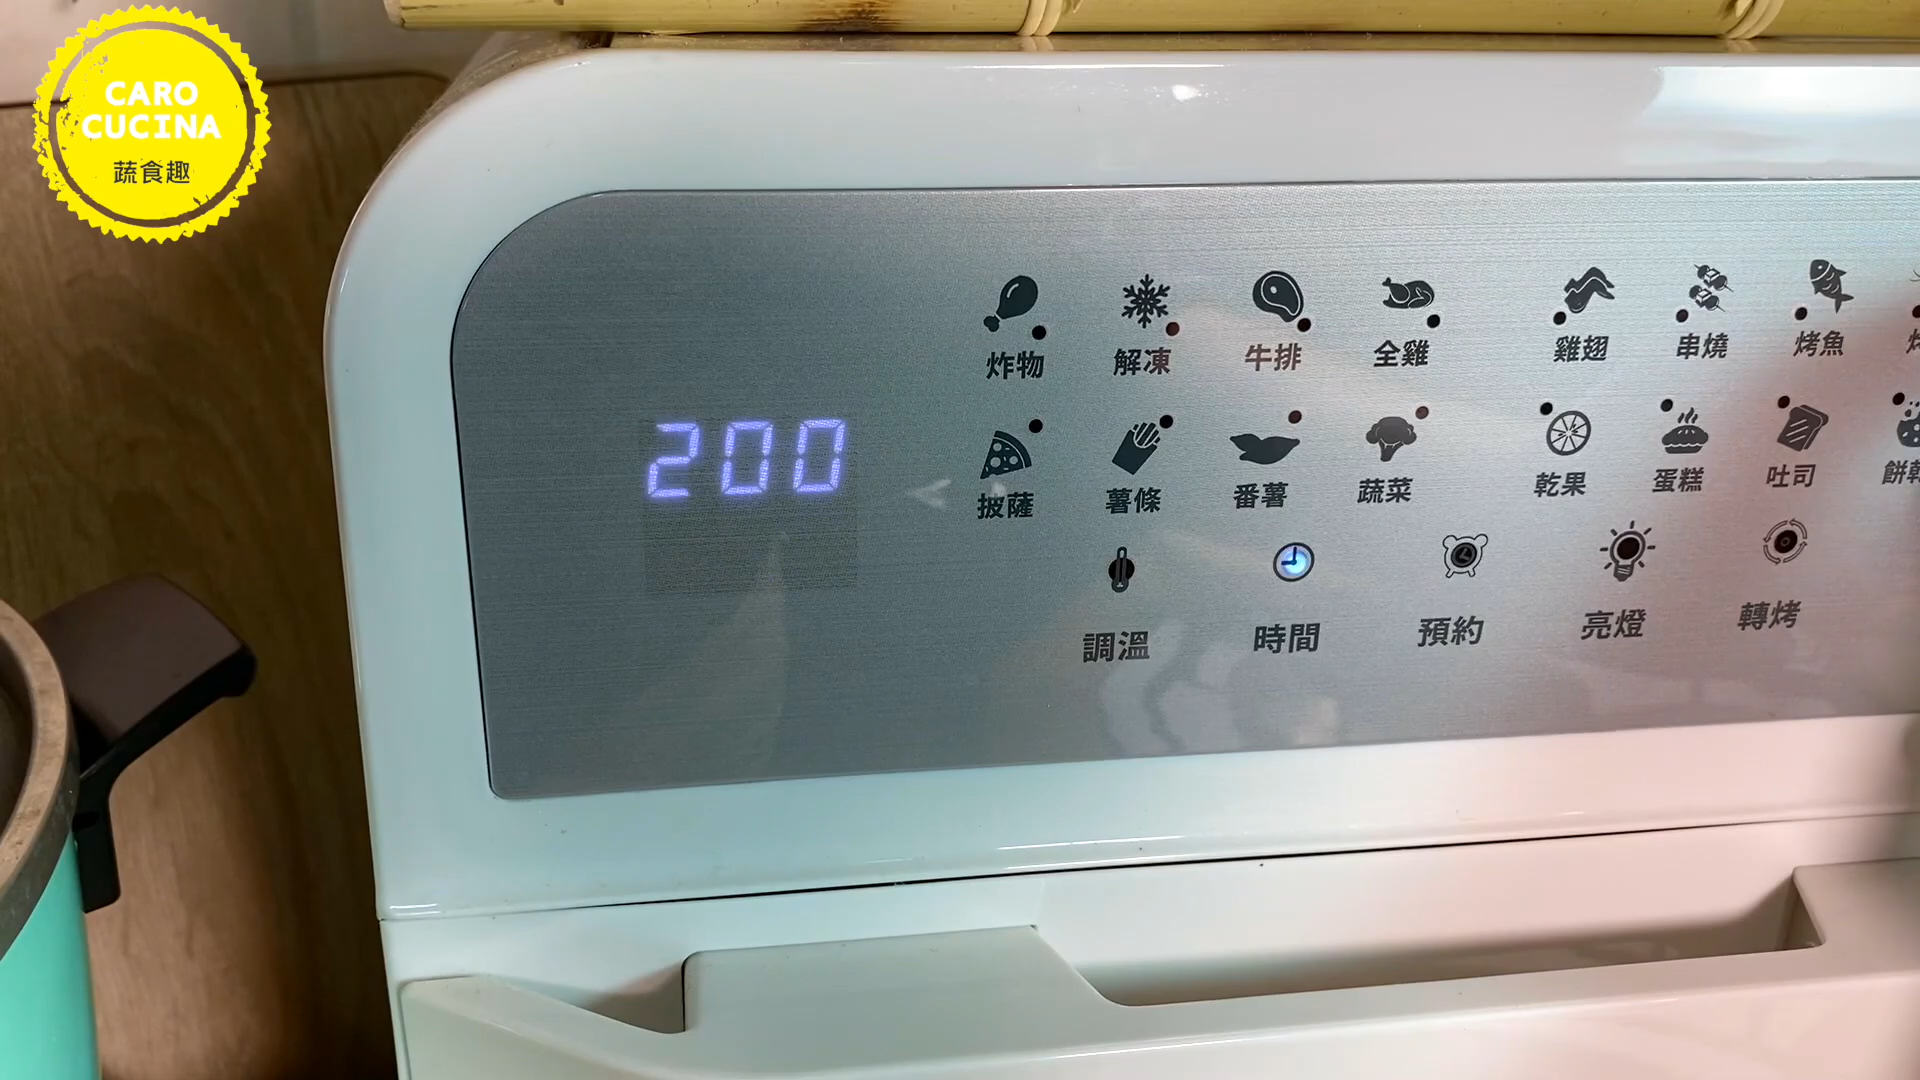 CARO
CUCINA
蔬食趣
200
炸物 解凍 牛排 全雞 雞翅 串燒 烤魚
披薩 薯條 番薯 蔬菜 乾果 蛋糕 吐司 餅乾
調溫 時間 預約 亮燈 轉烤